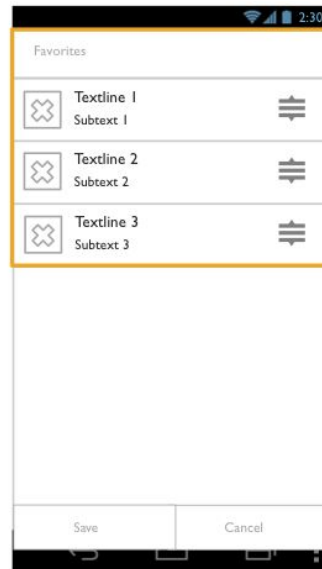 2:30
Favorites
Textline 1
Subtext 1
Textline 2
Subtext 2
Textline 3
Subtext 3
Save
Cancel